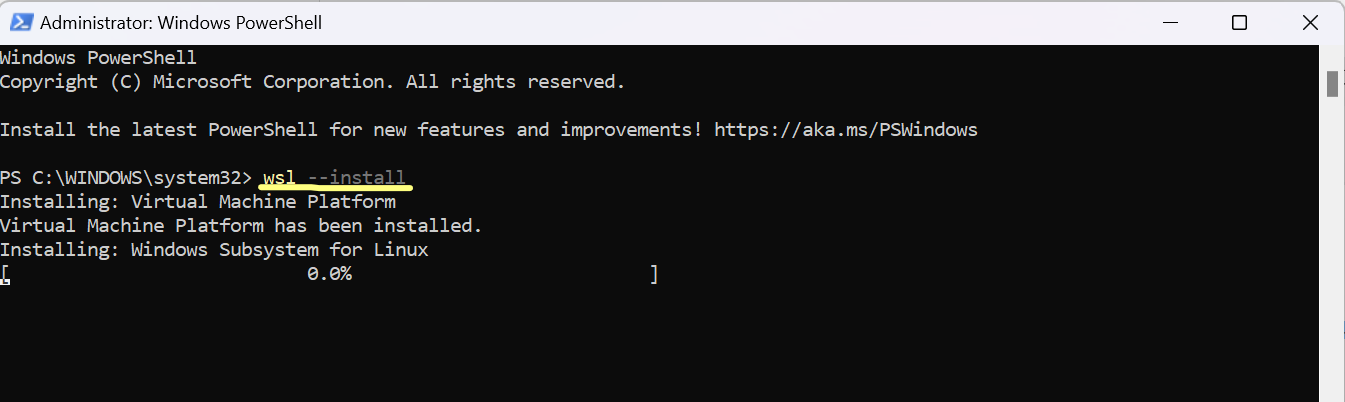 Administrator: Windows PowerShell
Windows PowerShell
Copyright (C) Microsoft Corporation. All rights reserved.
Install the latest PowerShell for new features and improvements! https://aka.ms/PSWindows
PS C:\WINDOWS\system32> wsl --install
Installing: Virtual Machine Platform
Virtual Machine Platform has been installed.
Installing: Windows Subsystem for Linux
[                           0.0%                           ]